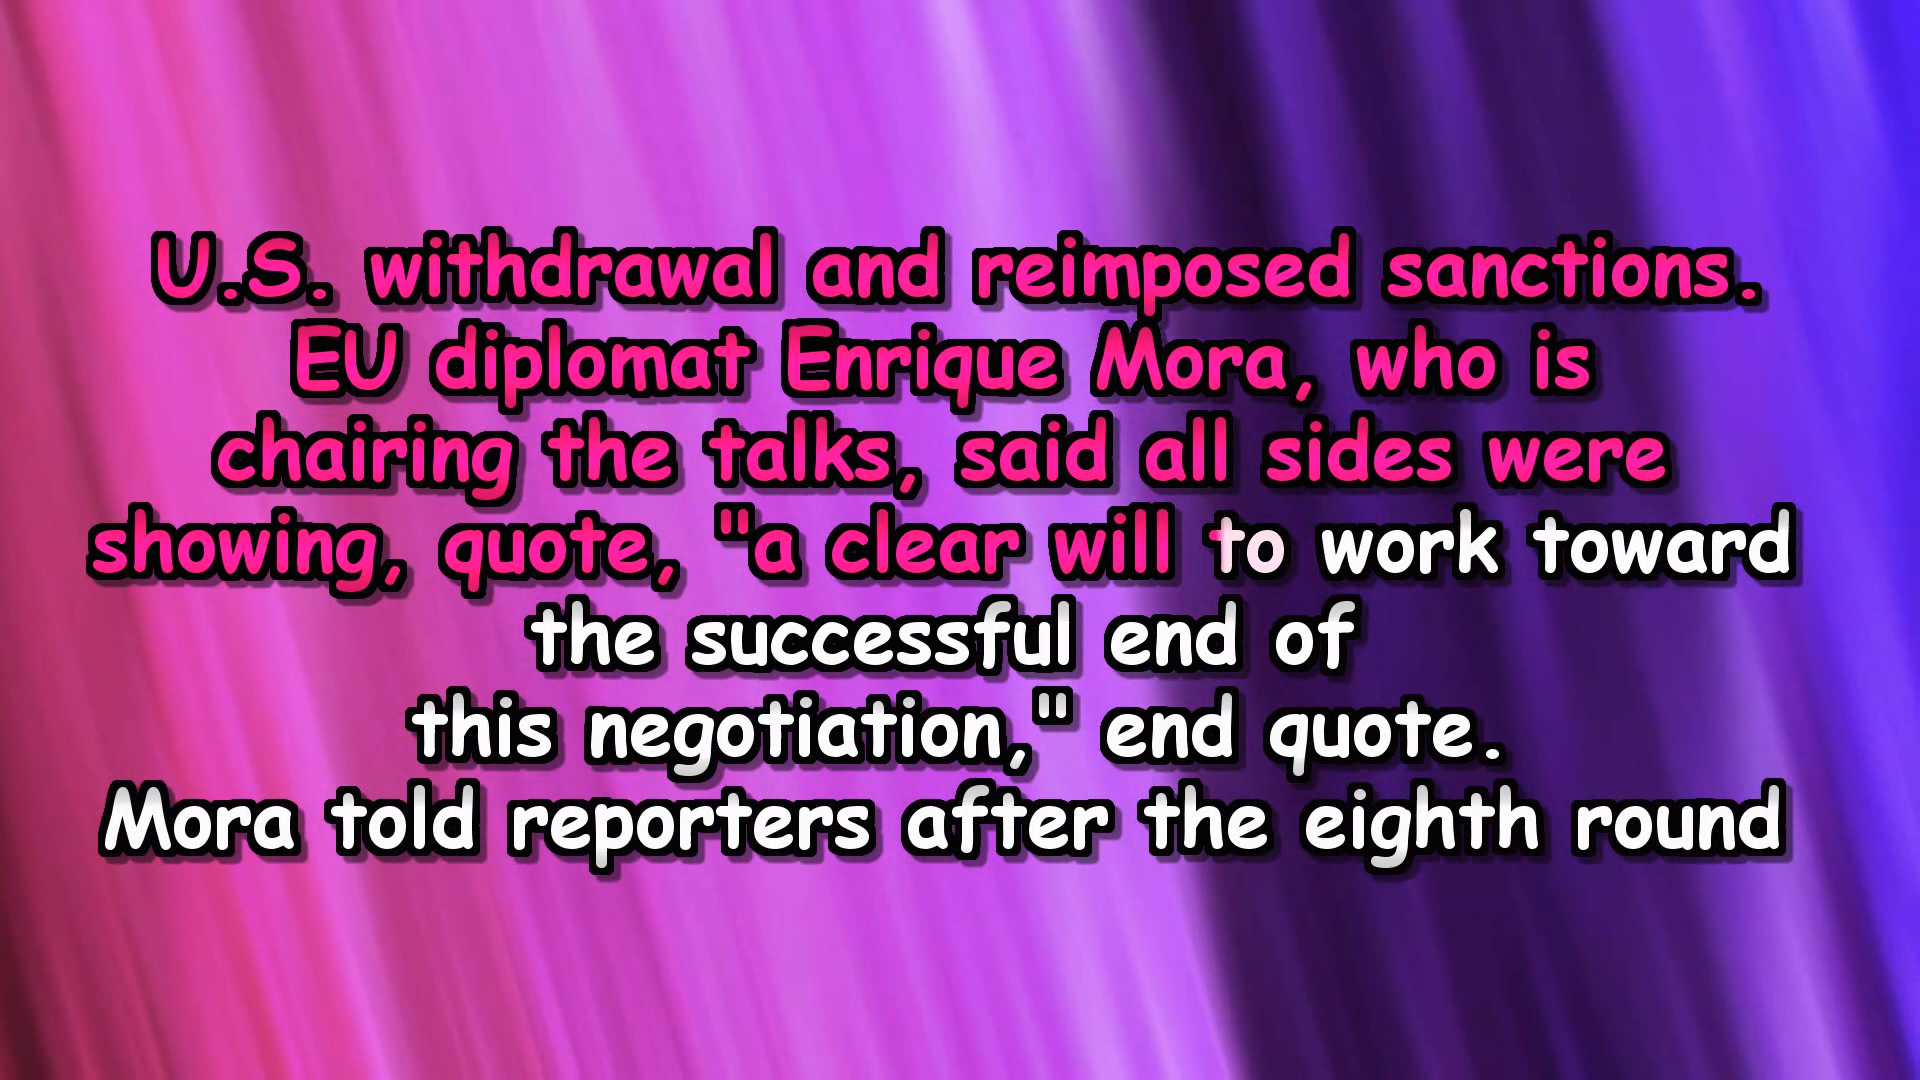 U.S. withdrawal and reimposed sanctions.
EU diplomat Enrique Mora, who is
chairing the talks, said all sides were
showing, quote, "a clear will to work toward
the successful end of
this negotiation," end quote.
Mora told reporters after the eighth round